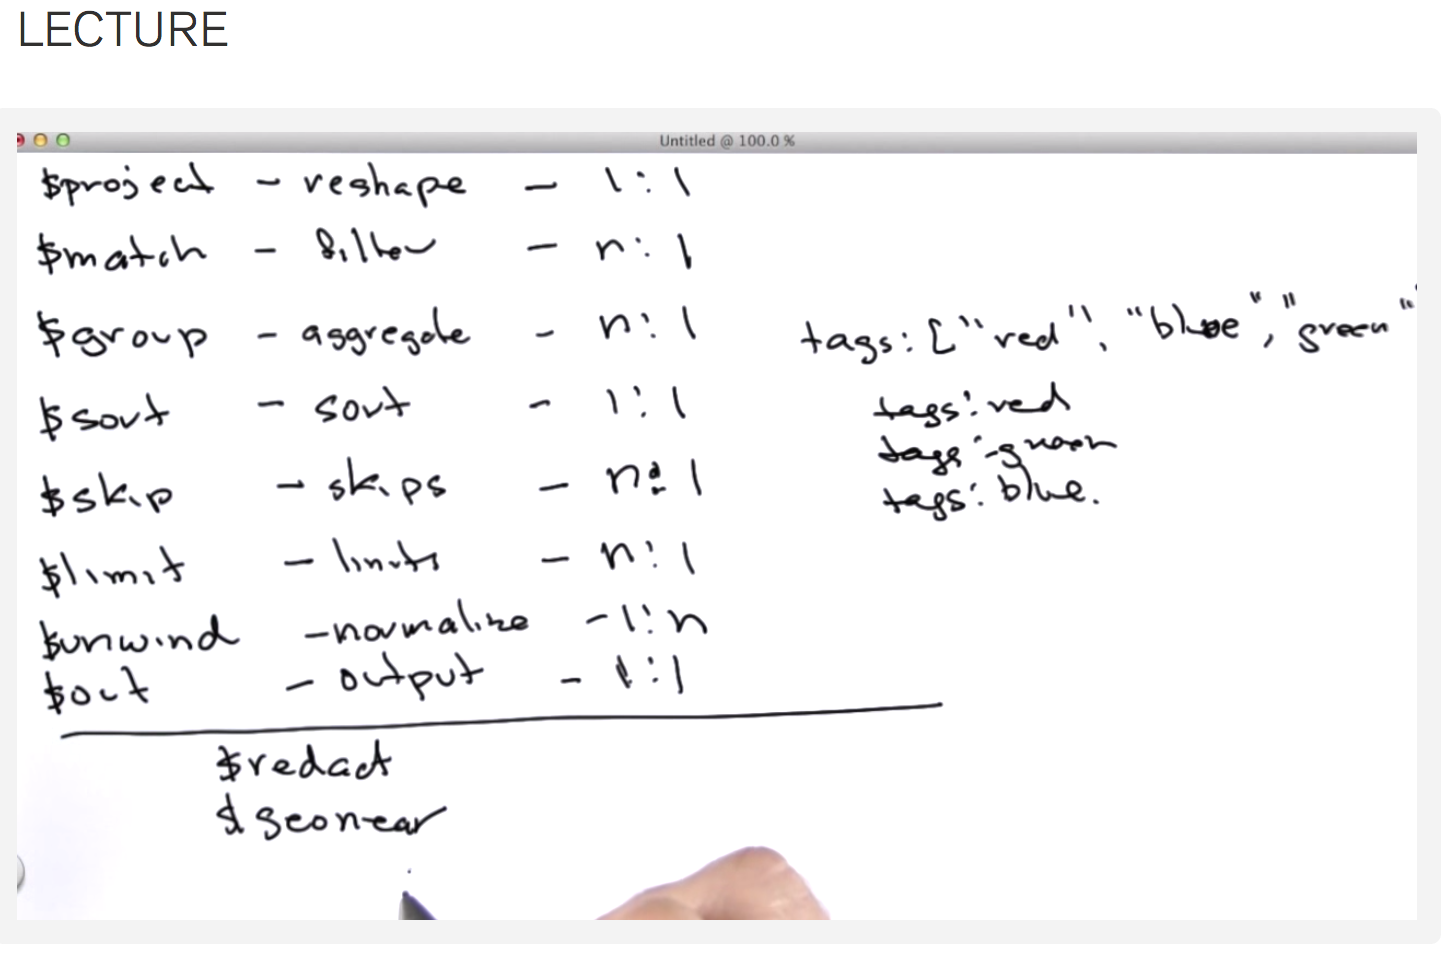 LECTURE
Untitled @ 100.0 %
$project - reshape - 1:1
$match - filter - n:1
$group - aggregate - n:1
$sort - sort - 1:1
$skip - skips - n:1
$limit - limits - n:1
$unwind - normalize - 1:n
$out - output - 1:1
$redact
$geonear
tags: ["red", "blue", "green"
tags: red
tags: green
tags: blue.